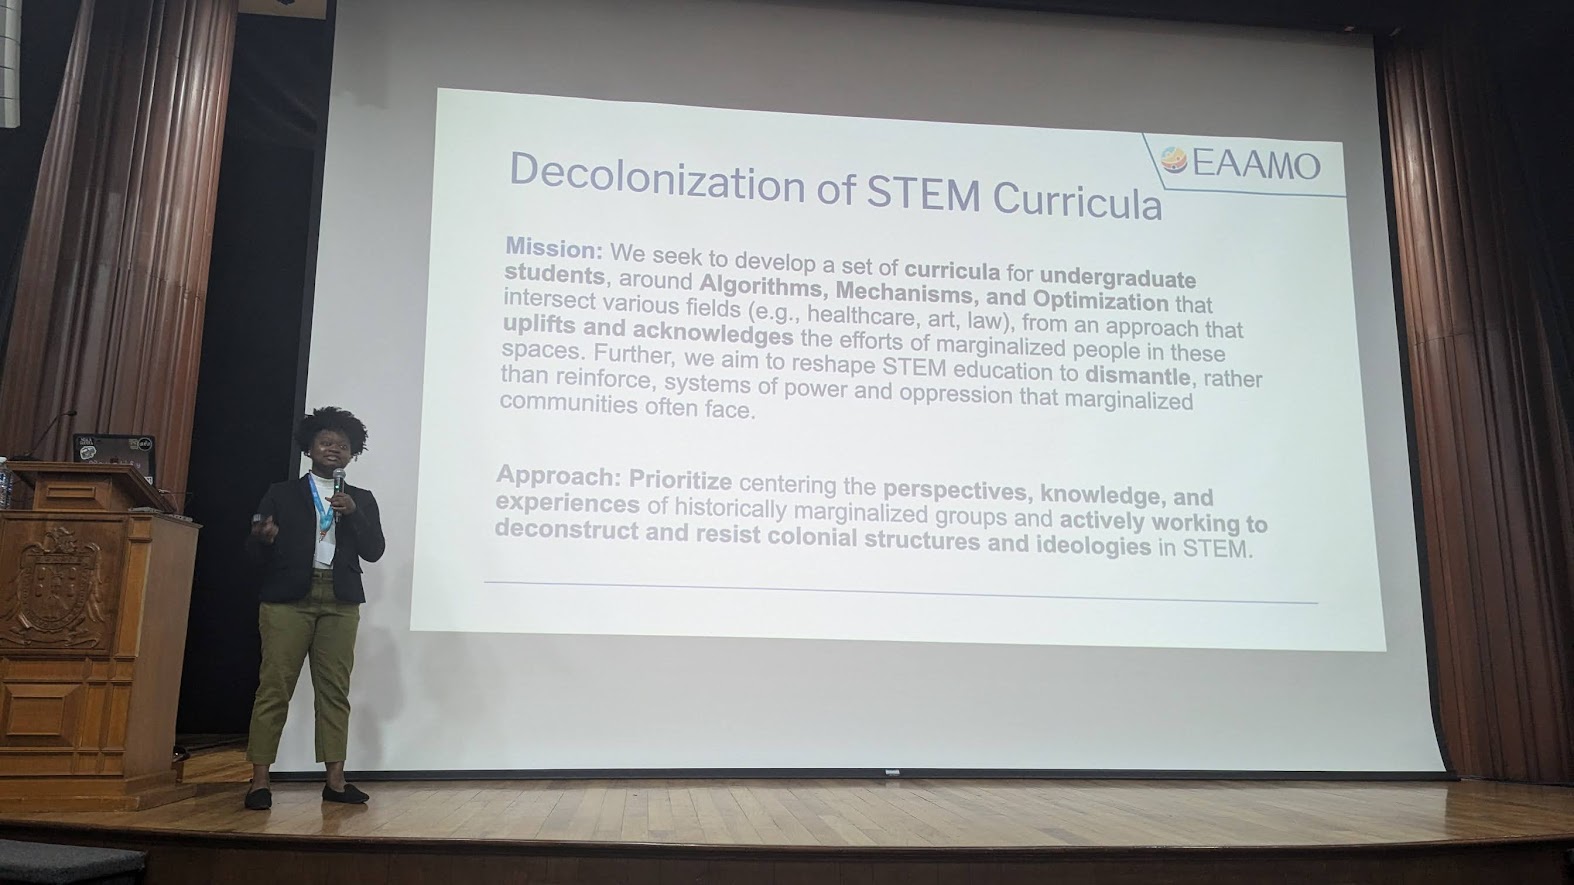 EAAMO
Decolonization of STEM Curricula
Mission: We seek to develop a set of curricula for undergraduate
students, around Algorithms, Mechanisms, and Optimization that
intersect various fields (e.g., healthcare, art, law), from an approach that
uplifts and acknowledges the efforts of marginalized people in these
spaces. Further, we aim to reshape STEM education to dismantle, rather
than reinforce, systems of power and oppression that marginalized
communities often face.
Approach: Prioritize centering the perspectives, knowledge, and
experiences of historically marginalized groups and actively working to
deconstruct and resist colonial structures and ideologies in STEM.